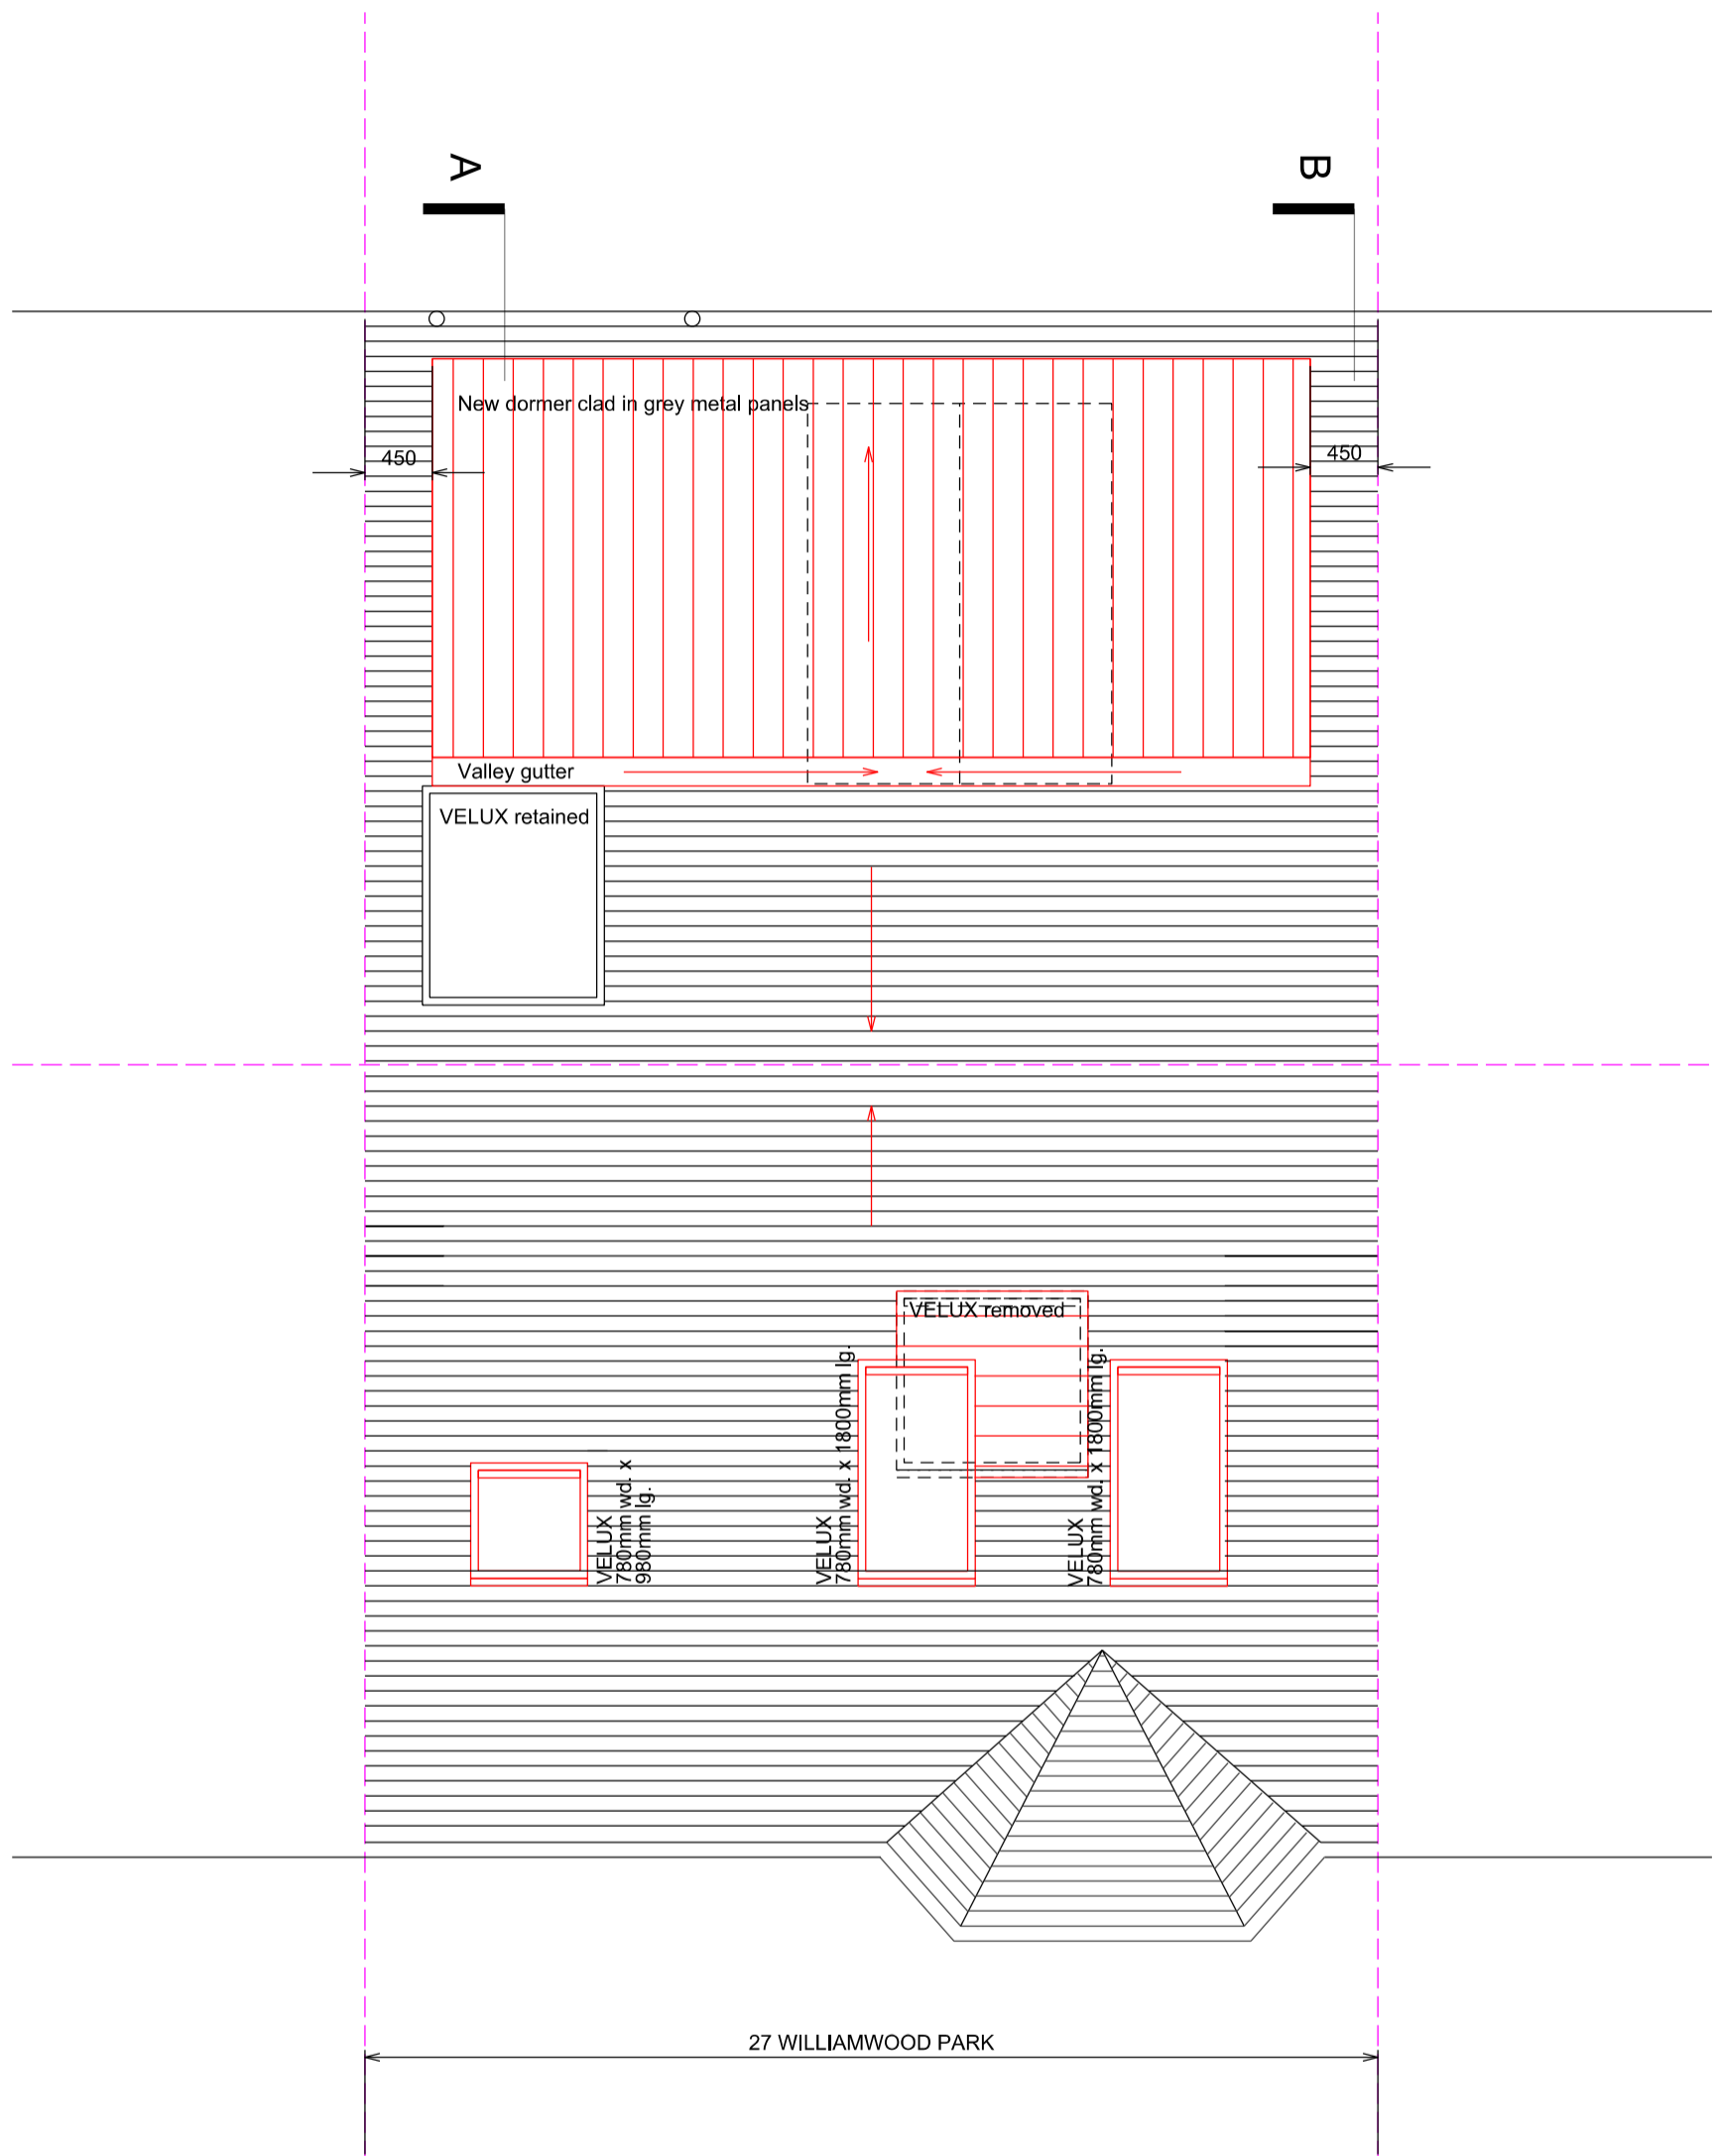 A
B
New dormer clad in grey metal panels
450
450
Valley gutter
VELUX retained
VELUX removed
VELUX
780mm wd. x
980mm lg.
VELUX
780mm wd. x 1800mm lg.
VELUX
780mm wd. x 1800mm lg.
27 WILLIAMWOOD PARK